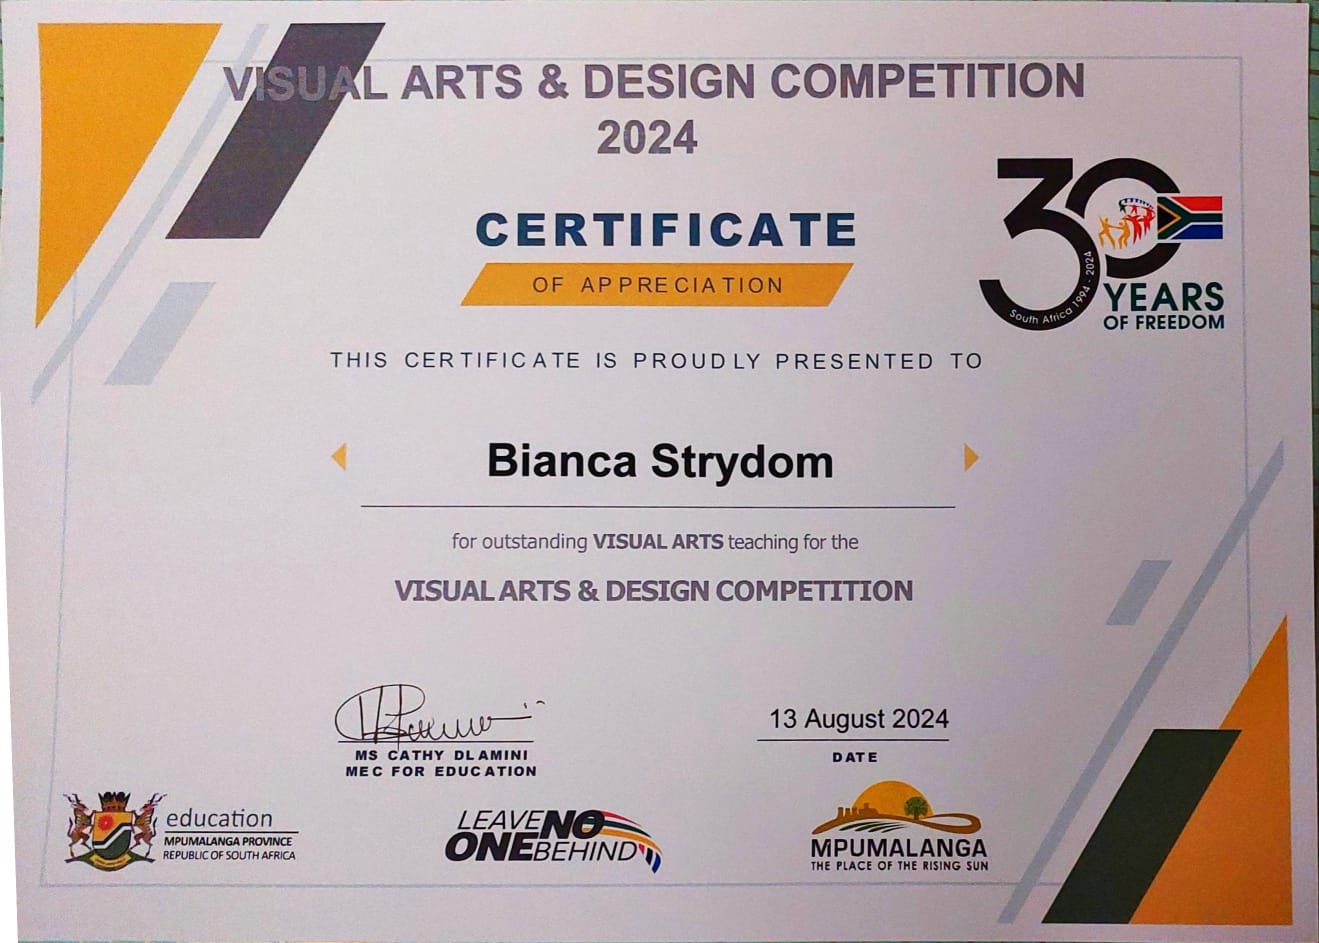 VISUAL ARTS & DESIGN COMPETITION
2024
CERTIFICATE
OF APPRECIATION
30
South Africa 1994 - 2024
YEARS
OF FREEDOM
THIS CERTIFICATE IS PROUDLY PRESENTED TO
Bianca Strydom
for outstanding VISUAL ARTS teaching for the
VISUAL ARTS & DESIGN COMPETITION
13 August 2024
MS CATHY DLAMINI
MEC FOR EDUCATION
DATE
education
MPUMALANGA PROVINCE
REPUBLIC OF SOUTH AFRICA
LEAVE NO
ONE BEHIND
MPUMALANGA
THE PLACE OF THE RISING SUN